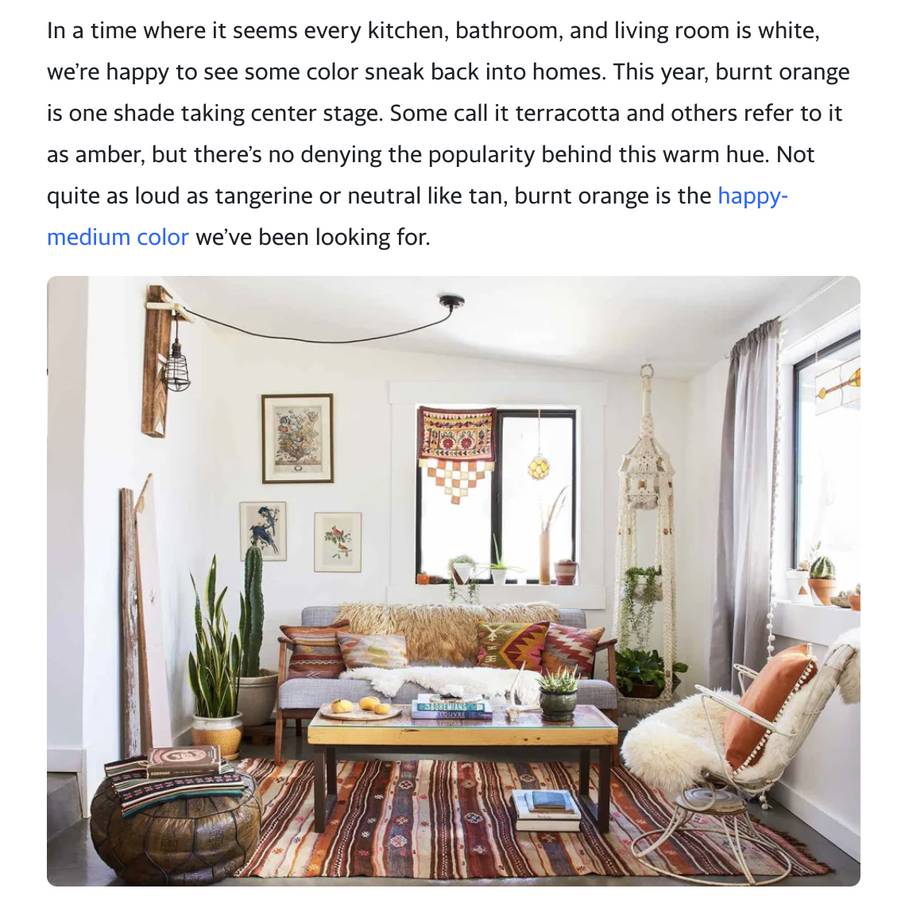 In a time where it seems every kitchen, bathroom, and living room is white,
we’re happy to see some color sneak back into homes. This year, burnt orange
is one shade taking center stage. Some call it terracotta and others refer to it
as amber, but there’s no denying the popularity behind this warm hue. Not
quite as loud as tangerine or neutral like tan, burnt orange is the happy-
medium color we’ve been looking for.
BOHEMIANS